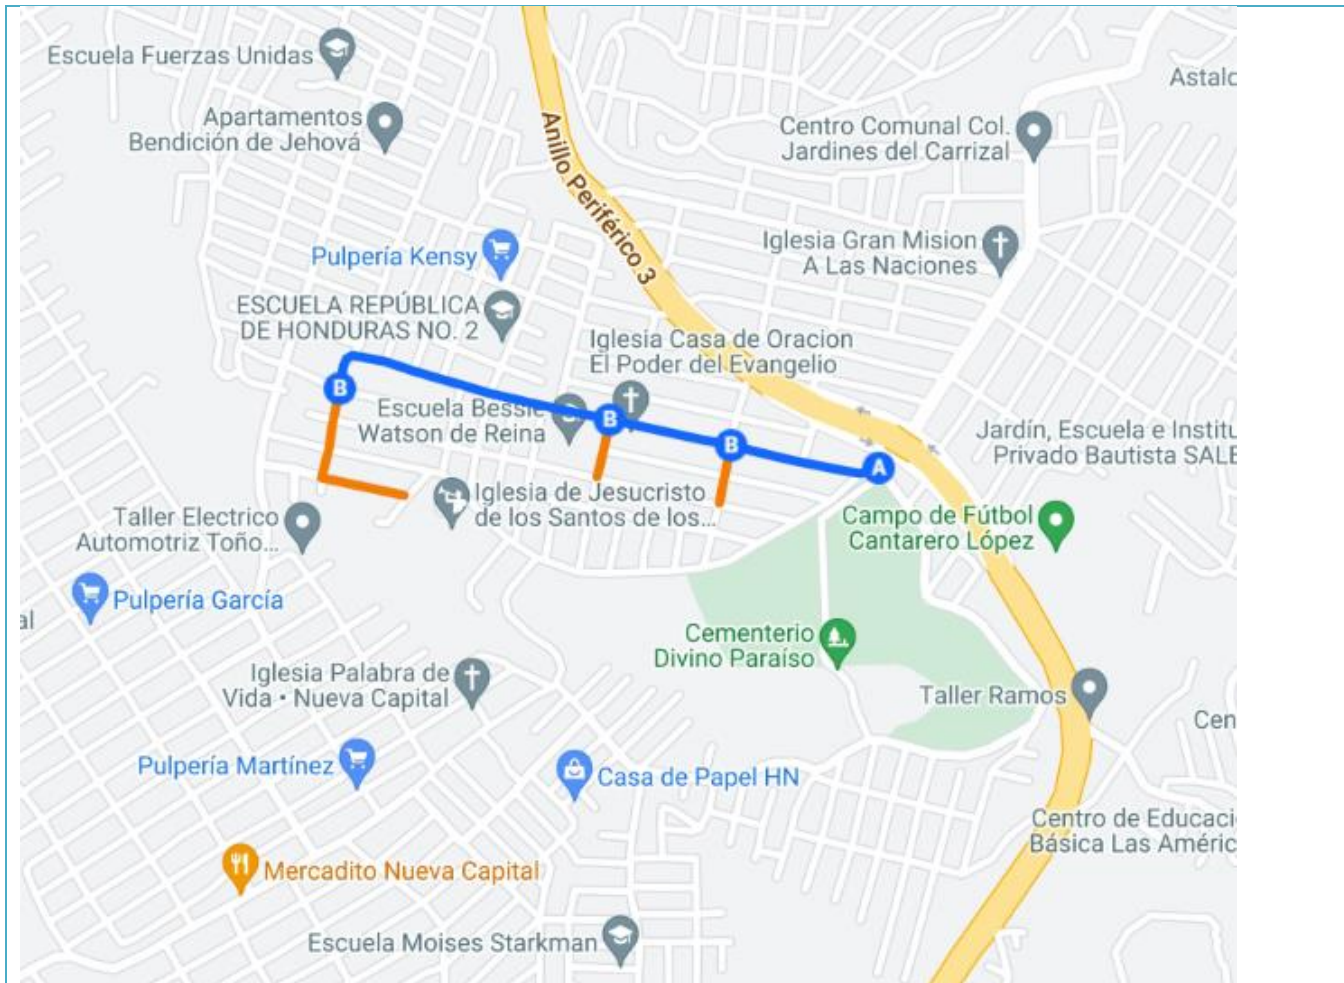 Escuela Fuerzas Unidas
Astalc
Apartamentos
Bendición de Jehová
Anillo Periférico 3
Centro Comunal Col.
Jardines del Carrizal
Pulpería Kensy
Iglesia Gran Mision
A Las Naciones
ESCUELA REPÚBLICA
DE HONDURAS NO. 2
Iglesia Casa de Oracion
El Poder del Evangelio
B
Escuela Bessie
Watson de Reina
B
B
A
Jardín, Escuela e Institu
Privado Bautista SALE
Iglesia de Jesucristo
de los Santos de los...
Taller Electrico
Automotriz Toño...
Campo de Fútbol
Cantarero López
Pulpería García
al
Cementerio
Divino Paraíso
Iglesia Palabra de
Vida • Nueva Capital
Taller Ramos
Cen
Pulpería Martínez
Casa de Papel HN
Centro de Educaci
Básica Las Améric
Mercadito Nueva Capital
Escuela Moises Starkman